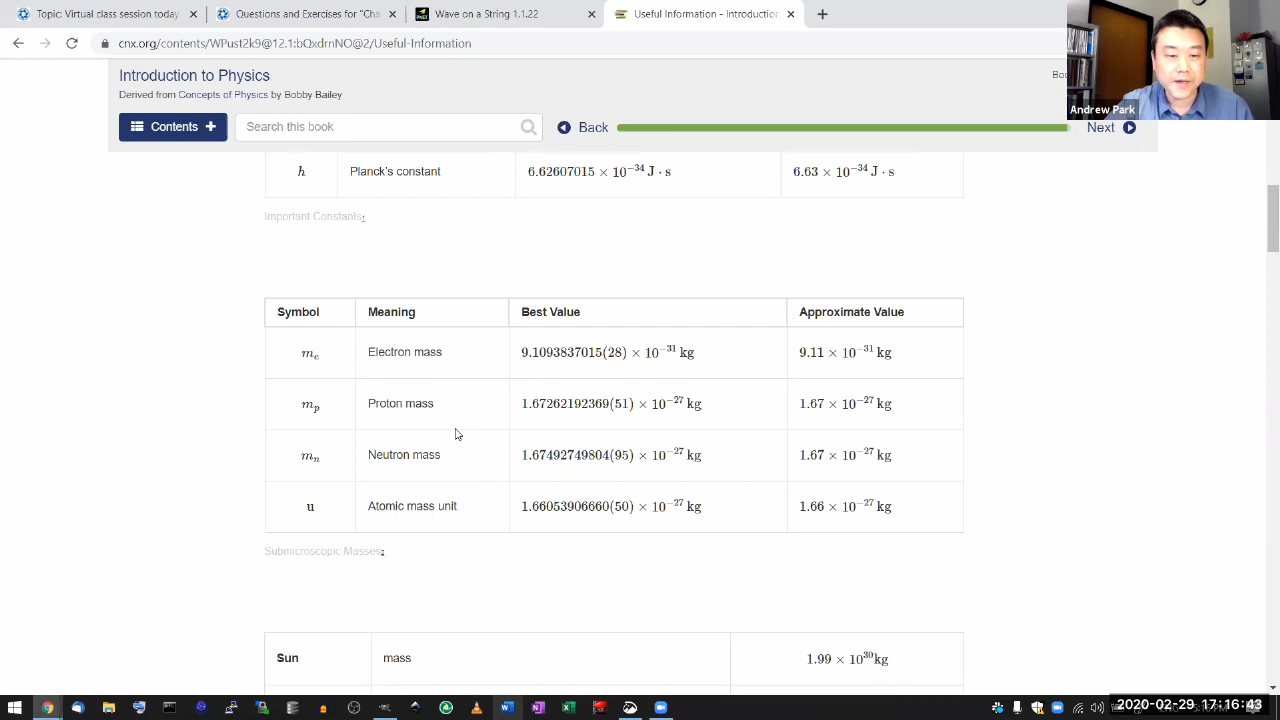 Topic: Virtual class session today
Questions and Exercises for "Cha
Wave on a String 1.1.22
Useful Information - Introduction
cnx.org/contents/WPust2k9@12.1:bQxdrnNO@2/Useful-Information
Introduction to Physics
Derived from Concepts of Physics by Bobby Bailey
Boo
Andrew Park
Contents +
Search this book
Back
Next
h Planck's constant 6.62607015 × 10⁻³⁴ J · s 6.63 × 10⁻³⁴ J · s
Important Constants:
Symbol Meaning Best Value Approximate Value
mₑ Electron mass 9.1093837015(28) × 10⁻³¹ kg 9.11 × 10⁻³¹ kg
mₚ Proton mass 1.67262192369(51) × 10⁻²⁷ kg 1.67 × 10⁻²⁷ kg
mₙ Neutron mass 1.67492749804(95) × 10⁻²⁷ kg 1.67 × 10⁻²⁷ kg
u Atomic mass unit 1.66053906660(50) × 10⁻²⁷ kg 1.66 × 10⁻²⁷ kg
Submicroscopic Masses:
Sun mass 1.99 × 10³⁰kg
2020-02-29 17:16:43